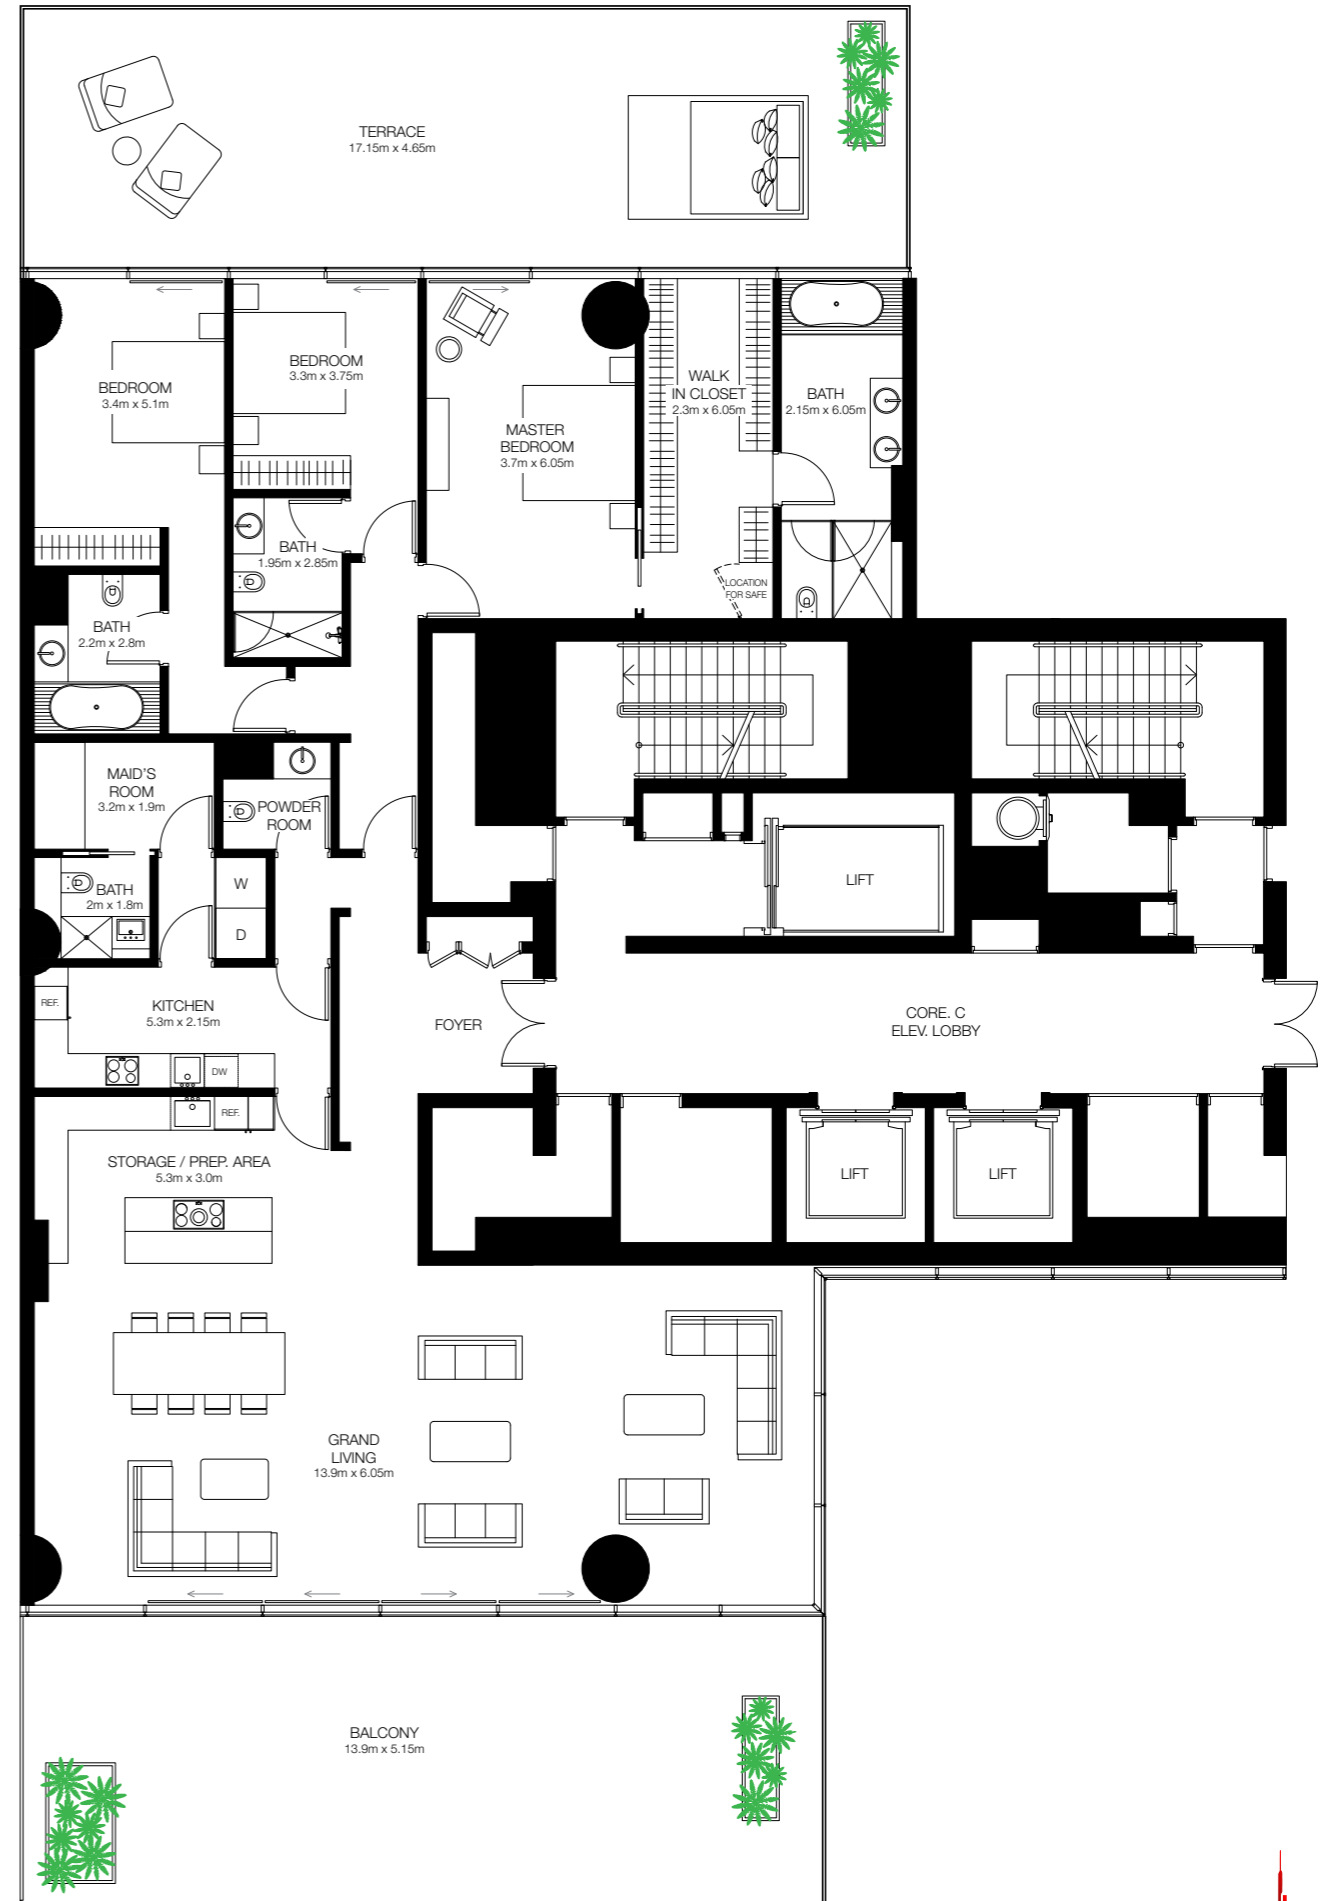 TERRACE
17.15m x 4.65m
BEDROOM
3.4m x 5.1m
BEDROOM
3.3m x 3.75m
MASTER
BEDROOM
3.7m x 6.05m
WALK
IN CLOSET
2.3m x 6.05m
BATH
2.15m x 6.05m
BATH
1.95m x 2.85m
LOCATION
FOR SAFE
BATH
2.2m x 2.8m
MAID'S
ROOM
3.2m x 1.9m
POWDER
ROOM
BATH
2m x 1.8m
W
D
LIFT
REF.
KITCHEN
5.3m x 2.15m
DW
FOYER
CORE. C
ELEV. LOBBY
REF.
STORAGE / PREP. AREA
5.3m x 3.0m
LIFT
LIFT
GRAND
LIVING
13.9m x 6.05m
BALCONY
13.9m x 5.15m